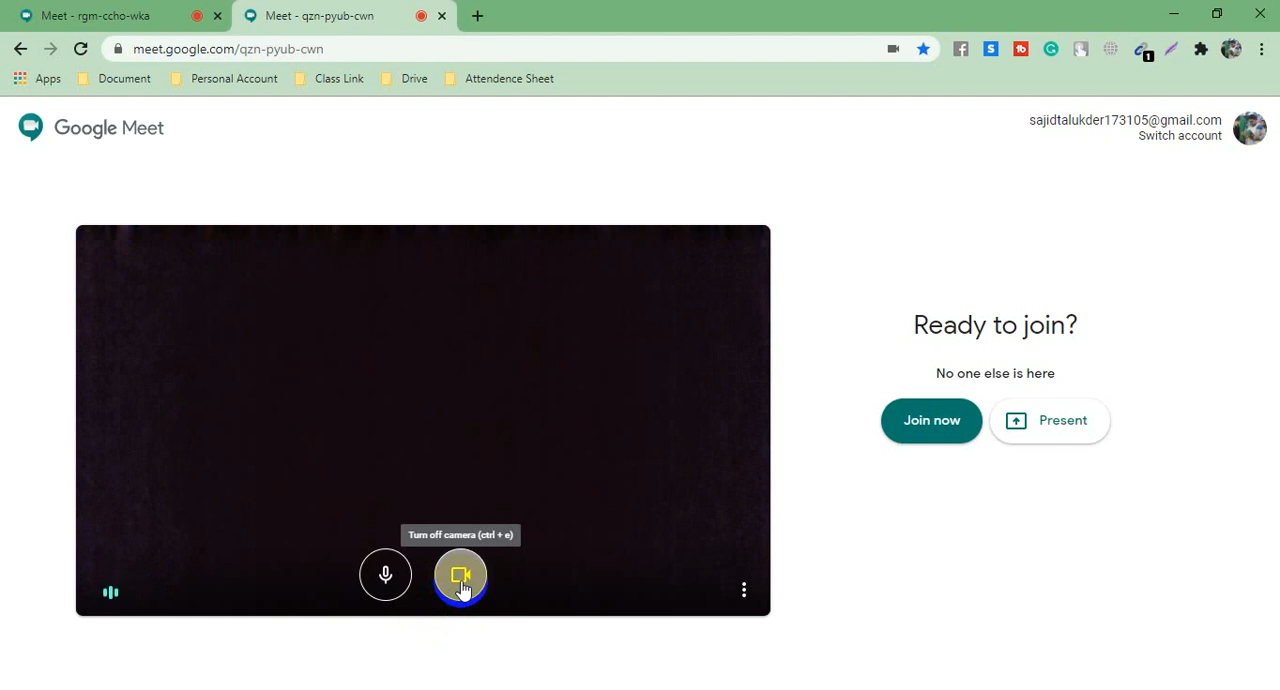 Meet - rgm-ccho-wka
Meet - qzn-pyub-cwn
meet.google.com/qzn-pyub-cwn
1
Apps
Document
Personal Account
Class Link
Drive
Attendence Sheet
Google Meet
sajidtalukder173105@gmail.com
Switch account
Ready to join?
No one else is here
Join now
Present
Turn off camera (ctrl + e)